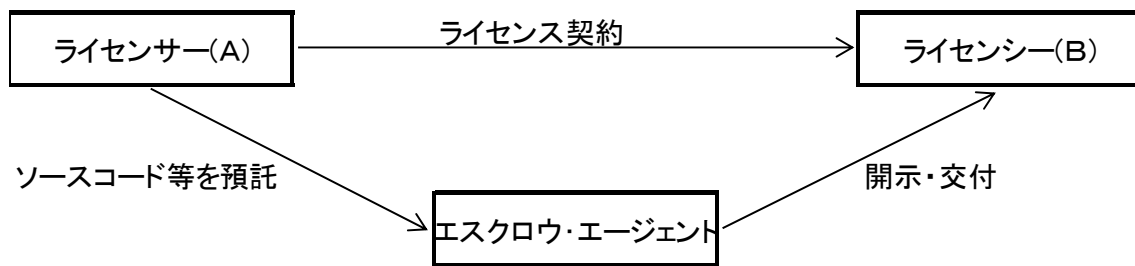 ライセンス契約
ライセンサー(A)
ライセンシー(B)
ソースコード等を預託
開示・交付
エスクロウ・エージェント